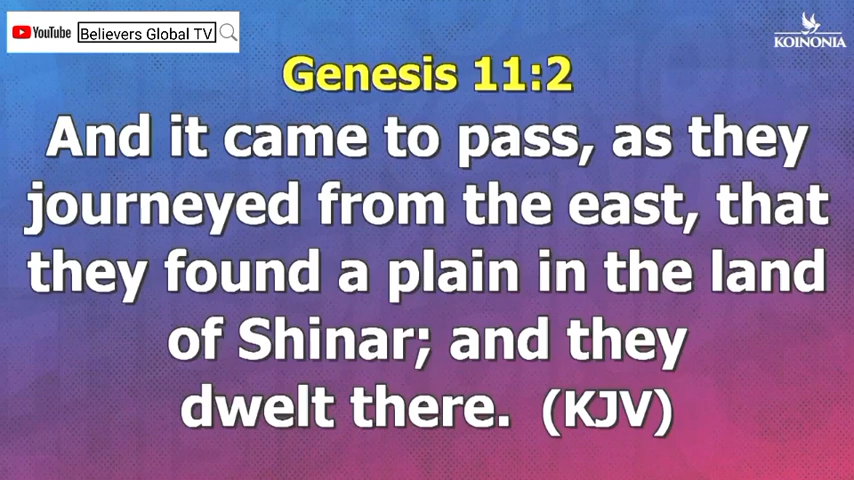 YouTube Believers Global TV
KOINONIA
Genesis 11:2
And it came to pass, as they
journeyed from the east, that
they found a plain in the land
of Shinar; and they
dwelt there. (KJV)